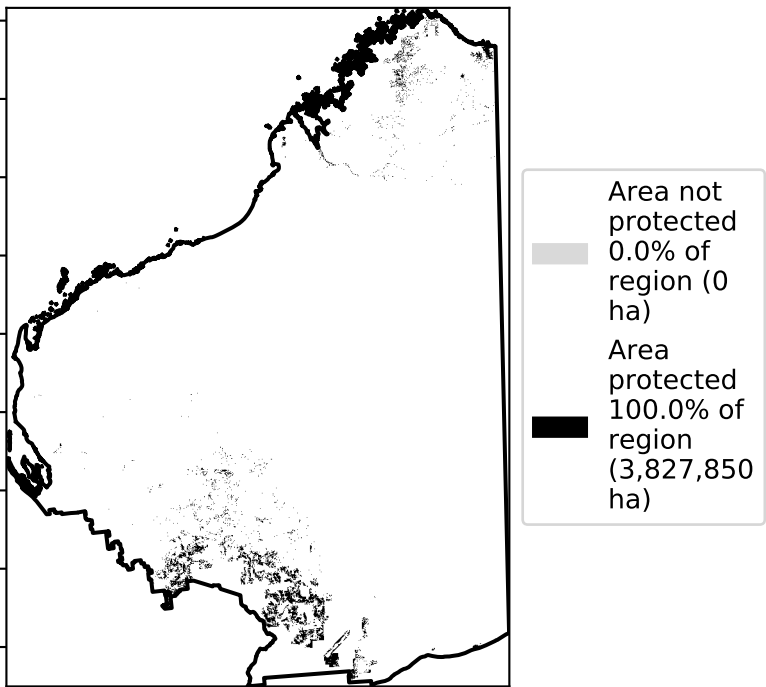 Area not
protected
0.0% of
region (0
ha)
Area
protected
100.0% of
region
(3,827,850
ha)